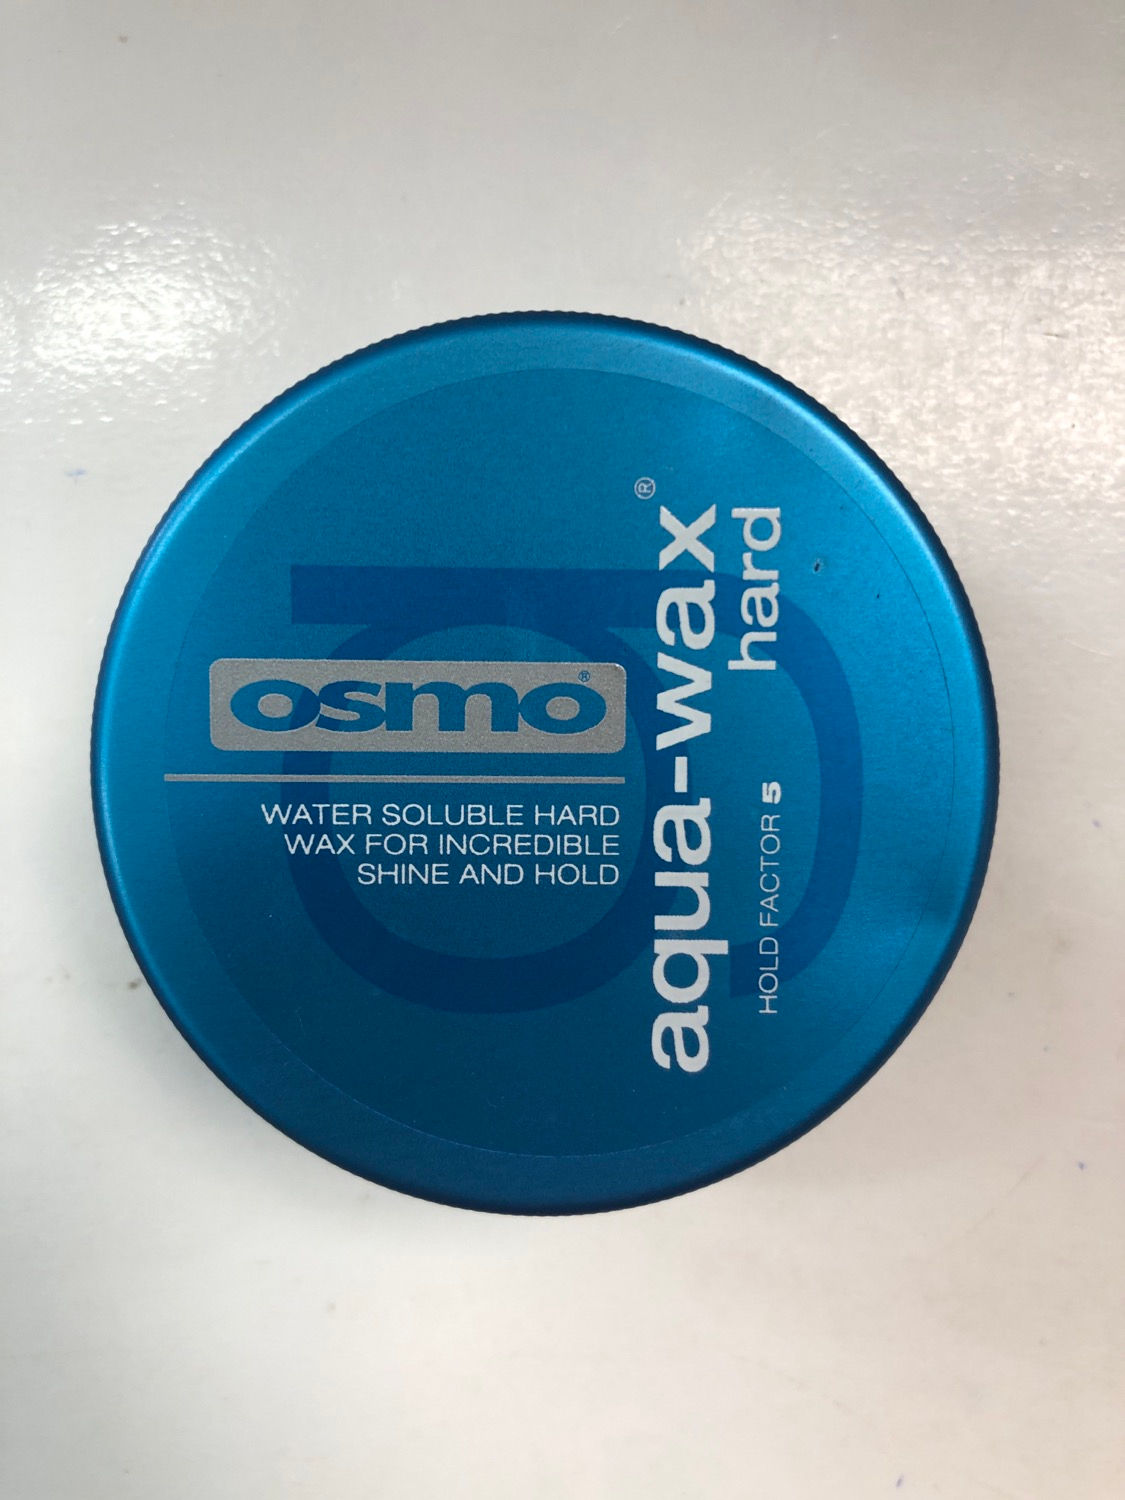 osmo®
WATER SOLUBLE HARD
WAX FOR INCREDIBLE
SHINE AND HOLD
aqua-wax®
hard
HOLD FACTOR 5